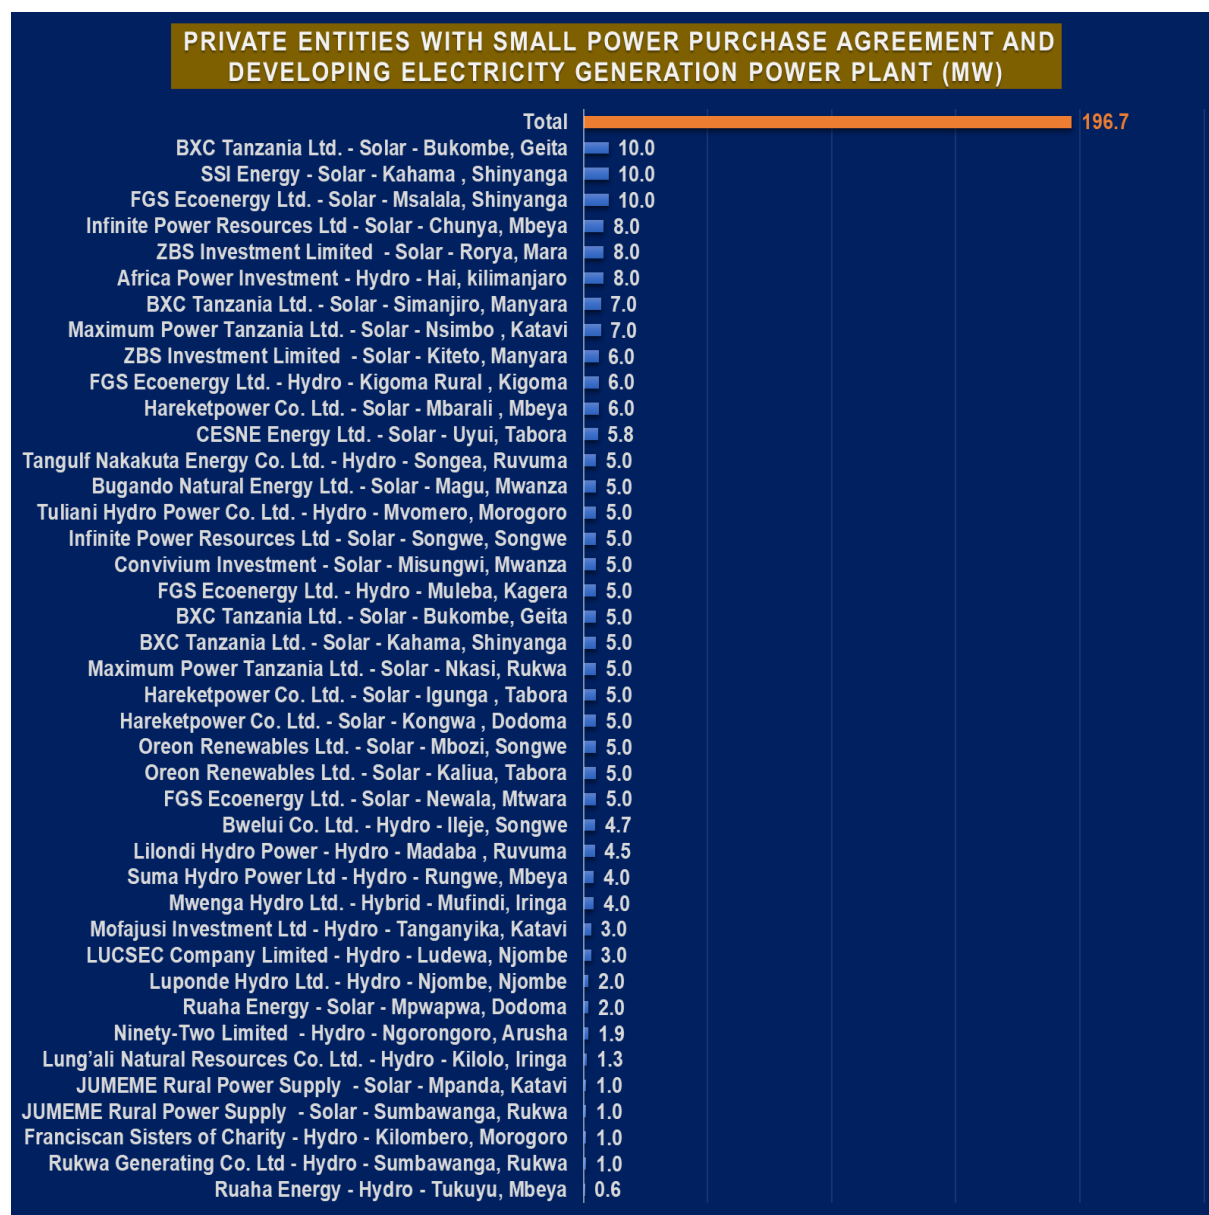 PRIVATE ENTITIES WITH SMALL POWER PURCHASE AGREEMENT AND
DEVELOPING ELECTRICITY GENERATION POWER PLANT (MW)
Total 196.7
BXC Tanzania Ltd. - Solar - Bukombe, Geita 10.0
SSI Energy - Solar - Kahama , Shinyanga 10.0
FGS Ecoenergy Ltd. - Solar - Msalala, Shinyanga 10.0
Infinite Power Resources Ltd - Solar - Chunya, Mbeya 8.0
ZBS Investment Limited  - Solar - Rorya, Mara 8.0
Africa Power Investment - Hydro - Hai, kilimanjaro 8.0
BXC Tanzania Ltd. - Solar - Simanjiro, Manyara 7.0
Maximum Power Tanzania Ltd. - Solar - Nsimbo , Katavi 7.0
ZBS Investment Limited  - Solar - Kiteto, Manyara 6.0
FGS Ecoenergy Ltd. - Hydro - Kigoma Rural , Kigoma 6.0
Hareketpower Co. Ltd. - Solar - Mbarali , Mbeya 6.0
CESNE Energy Ltd. - Solar - Uyui, Tabora 5.8
Tangulf Nakakuta Energy Co. Ltd. - Hydro - Songea, Ruvuma 5.0
Bugando Natural Energy Ltd. - Solar - Magu, Mwanza 5.0
Tuliani Hydro Power Co. Ltd. - Hydro - Mvomero, Morogoro 5.0
Infinite Power Resources Ltd - Solar - Songwe, Songwe 5.0
Convivium Investment - Solar - Misungwi, Mwanza 5.0
FGS Ecoenergy Ltd. - Hydro - Muleba, Kagera 5.0
BXC Tanzania Ltd. - Solar - Bukombe, Geita 5.0
BXC Tanzania Ltd. - Solar - Kahama, Shinyanga 5.0
Maximum Power Tanzania Ltd. - Solar - Nkasi, Rukwa 5.0
Hareketpower Co. Ltd. - Solar - Igunga , Tabora 5.0
Hareketpower Co. Ltd. - Solar - Kongwa , Dodoma 5.0
Oreon Renewables Ltd. - Solar - Mbozi, Songwe 5.0
Oreon Renewables Ltd. - Solar - Kaliua, Tabora 5.0
FGS Ecoenergy Ltd. - Solar - Newala, Mtwara 5.0
Bwelui Co. Ltd. - Hydro - Ileje, Songwe 4.7
Lilondi Hydro Power - Hydro - Madaba , Ruvuma 4.5
Suma Hydro Power Ltd - Hydro - Rungwe, Mbeya 4.0
Mwenga Hydro Ltd. - Hybrid - Mufindi, Iringa 4.0
Mofajusi Investment Ltd - Hydro - Tanganyika, Katavi 3.0
LUCSEC Company Limited - Hydro - Ludewa, Njombe 3.0
Luponde Hydro Ltd. - Hydro - Njombe, Njombe 2.0
Ruaha Energy - Solar - Mpwapwa, Dodoma 2.0
Ninety-Two Limited  - Hydro - Ngorongoro, Arusha 1.9
Lung’ali Natural Resources Co. Ltd. - Hydro - Kilolo, Iringa 1.3
JUMEME Rural Power Supply  - Solar - Mpanda, Katavi 1.0
JUMEME Rural Power Supply  - Solar - Sumbawanga, Rukwa 1.0
Franciscan Sisters of Charity - Hydro - Kilombero, Morogoro 1.0
Rukwa Generating Co. Ltd - Hydro - Sumbawanga, Rukwa 1.0
Ruaha Energy - Hydro - Tukuyu, Mbeya 0.6